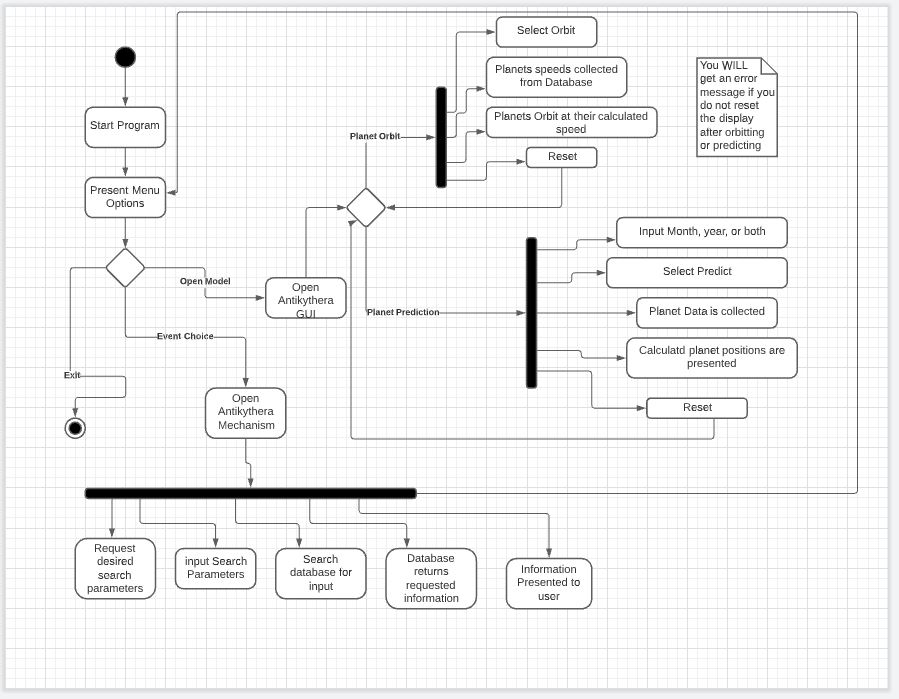 Start Program
Present Menu
Options
Open Model
Event Choice
Exit
Open
Antikythera
GUI
Open
Antikythera
Mechanism
Planet Orbit
Select Orbit
Planets speeds collected
from Database
Planets Orbit at their calculated
speed
Reset
You WILL
get an error
message if you
do not reset
the display
after orbitting
or predicting
Planet Prediction
Input Month, year, or both
Select Predict
Planet Data is collected
Calculatd planet positions are
presented
Reset
Request
desired
search
parameters
input Search
Parameters
Search
database for
input
Database
returns
requested
information
Information
Presented to
user